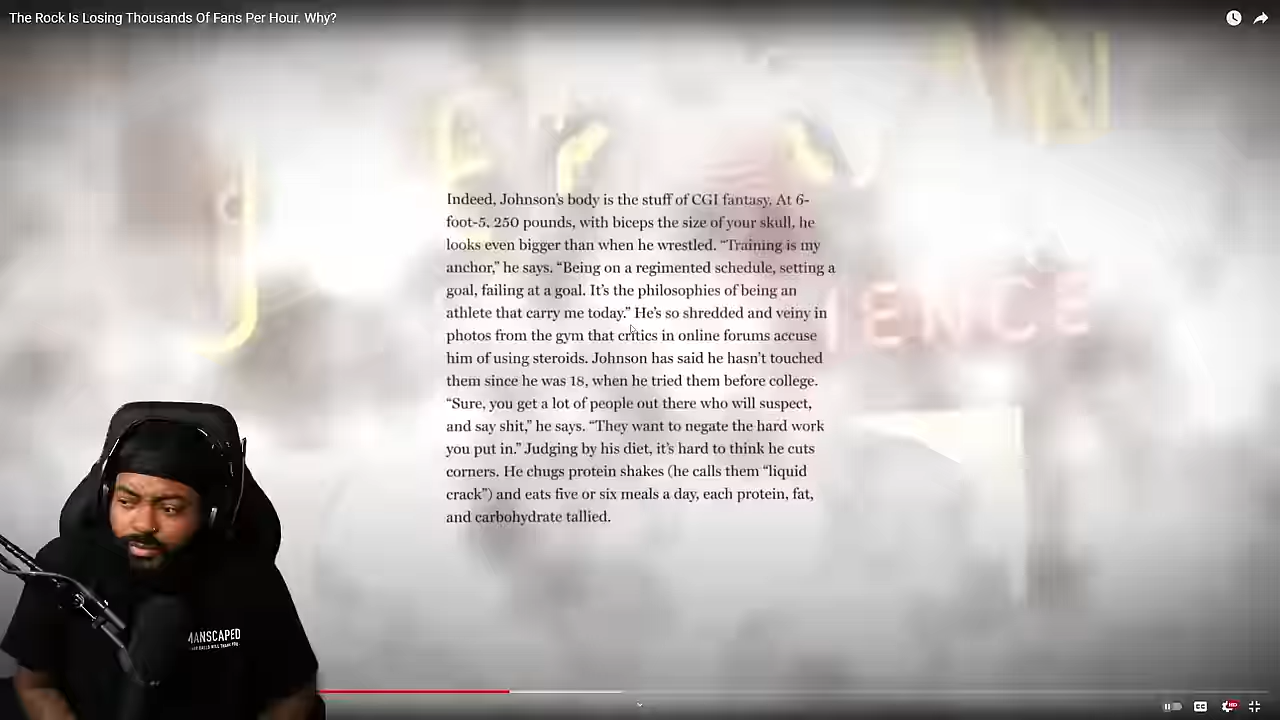 The Rock Is Losing Thousands Of Fans Per Hour. Why?
Indeed, Johnson's body is the stuff of CGI fantasy. At 6-
foot-5, 250 pounds, with biceps the size of your skull, he
looks even bigger than when he wrestled. “Training is my
anchor,” he says. “Being on a regimented schedule, setting a
goal, failing at a goal. It’s the philosophies of being an
athlete that carry me today.” He’s so shredded and veiny in
photos from the gym that critics in online forums accuse
him of using steroids. Johnson has said he hasn’t touched
them since he was 18, when he tried them before college.
“Sure, you get a lot of people out there who will suspect,
and say shit,” he says. “They want to negate the hard work
you put in.” Judging by his diet, it’s hard to think he cuts
corners. He chugs protein shakes (he calls them “liquid
crack”) and eats five or six meals a day, each protein, fat,
and carbohydrate tallied.
IENCE
MANSCAPED
CC
HD